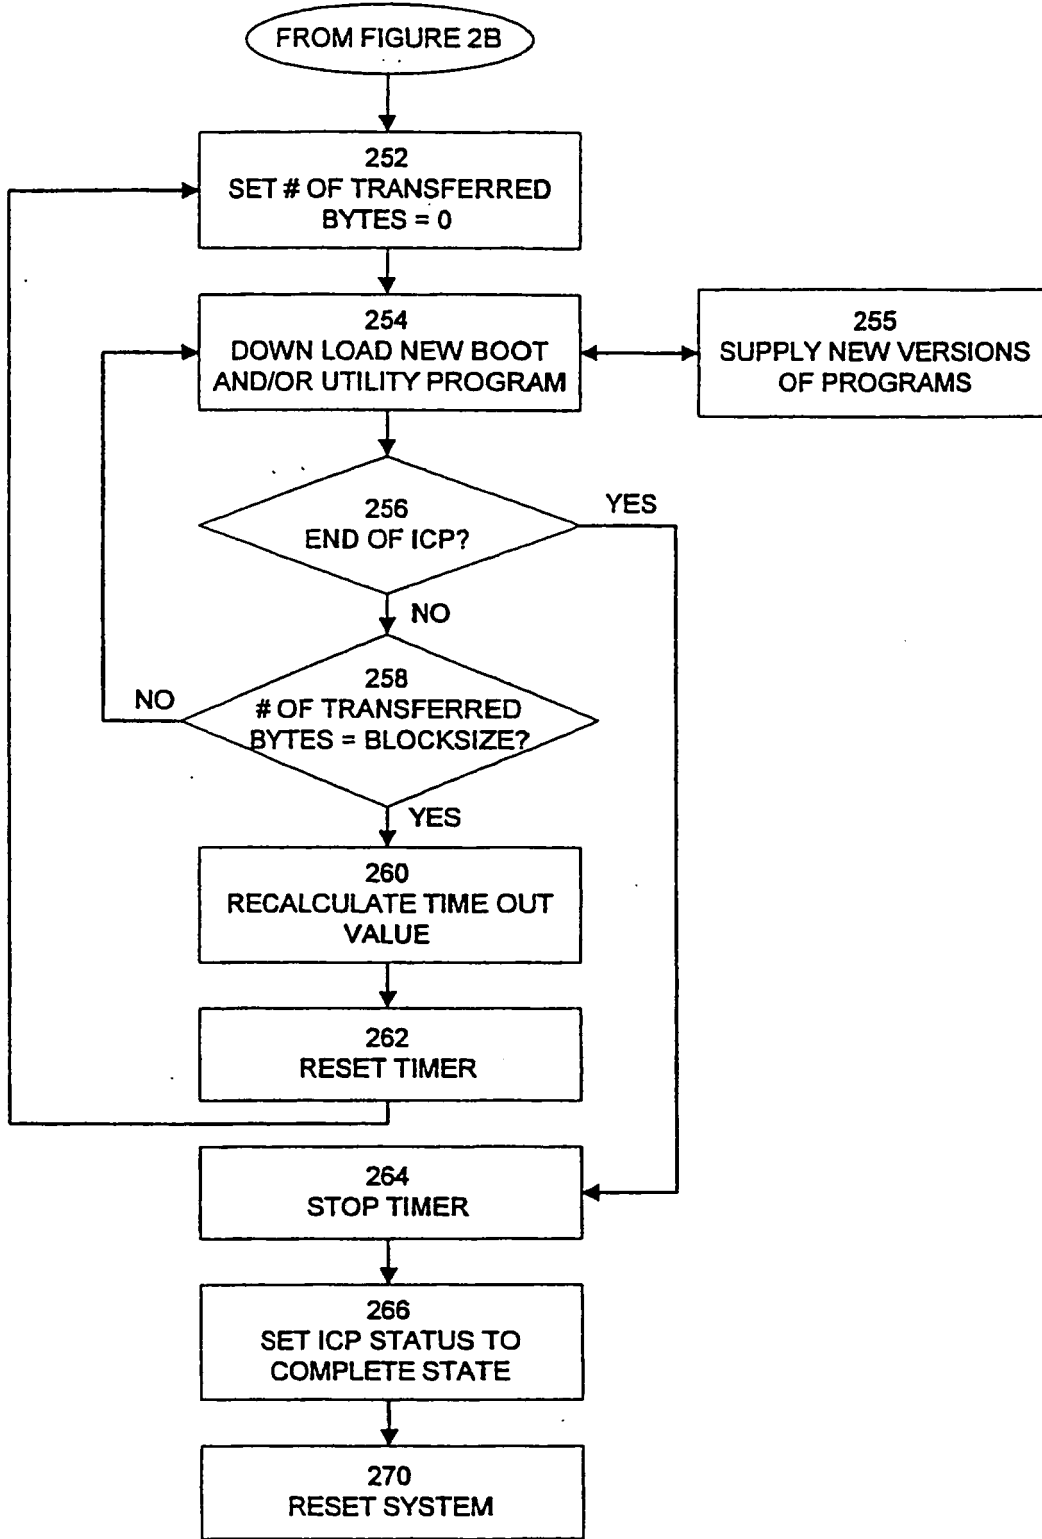 FROM FIGURE 2B
252
SET # OF TRANSFERRED
BYTES = 0
254
DOWN LOAD NEW BOOT
AND/OR UTILITY PROGRAM
255
SUPPLY NEW VERSIONS
OF PROGRAMS
256
END OF ICP?
YES
NO
258
# OF TRANSFERRED
BYTES = BLOCKSIZE?
NO
YES
260
RECALCULATE TIME OUT
VALUE
262
RESET TIMER
264
STOP TIMER
266
SET ICP STATUS TO
COMPLETE STATE
270
RESET SYSTEM